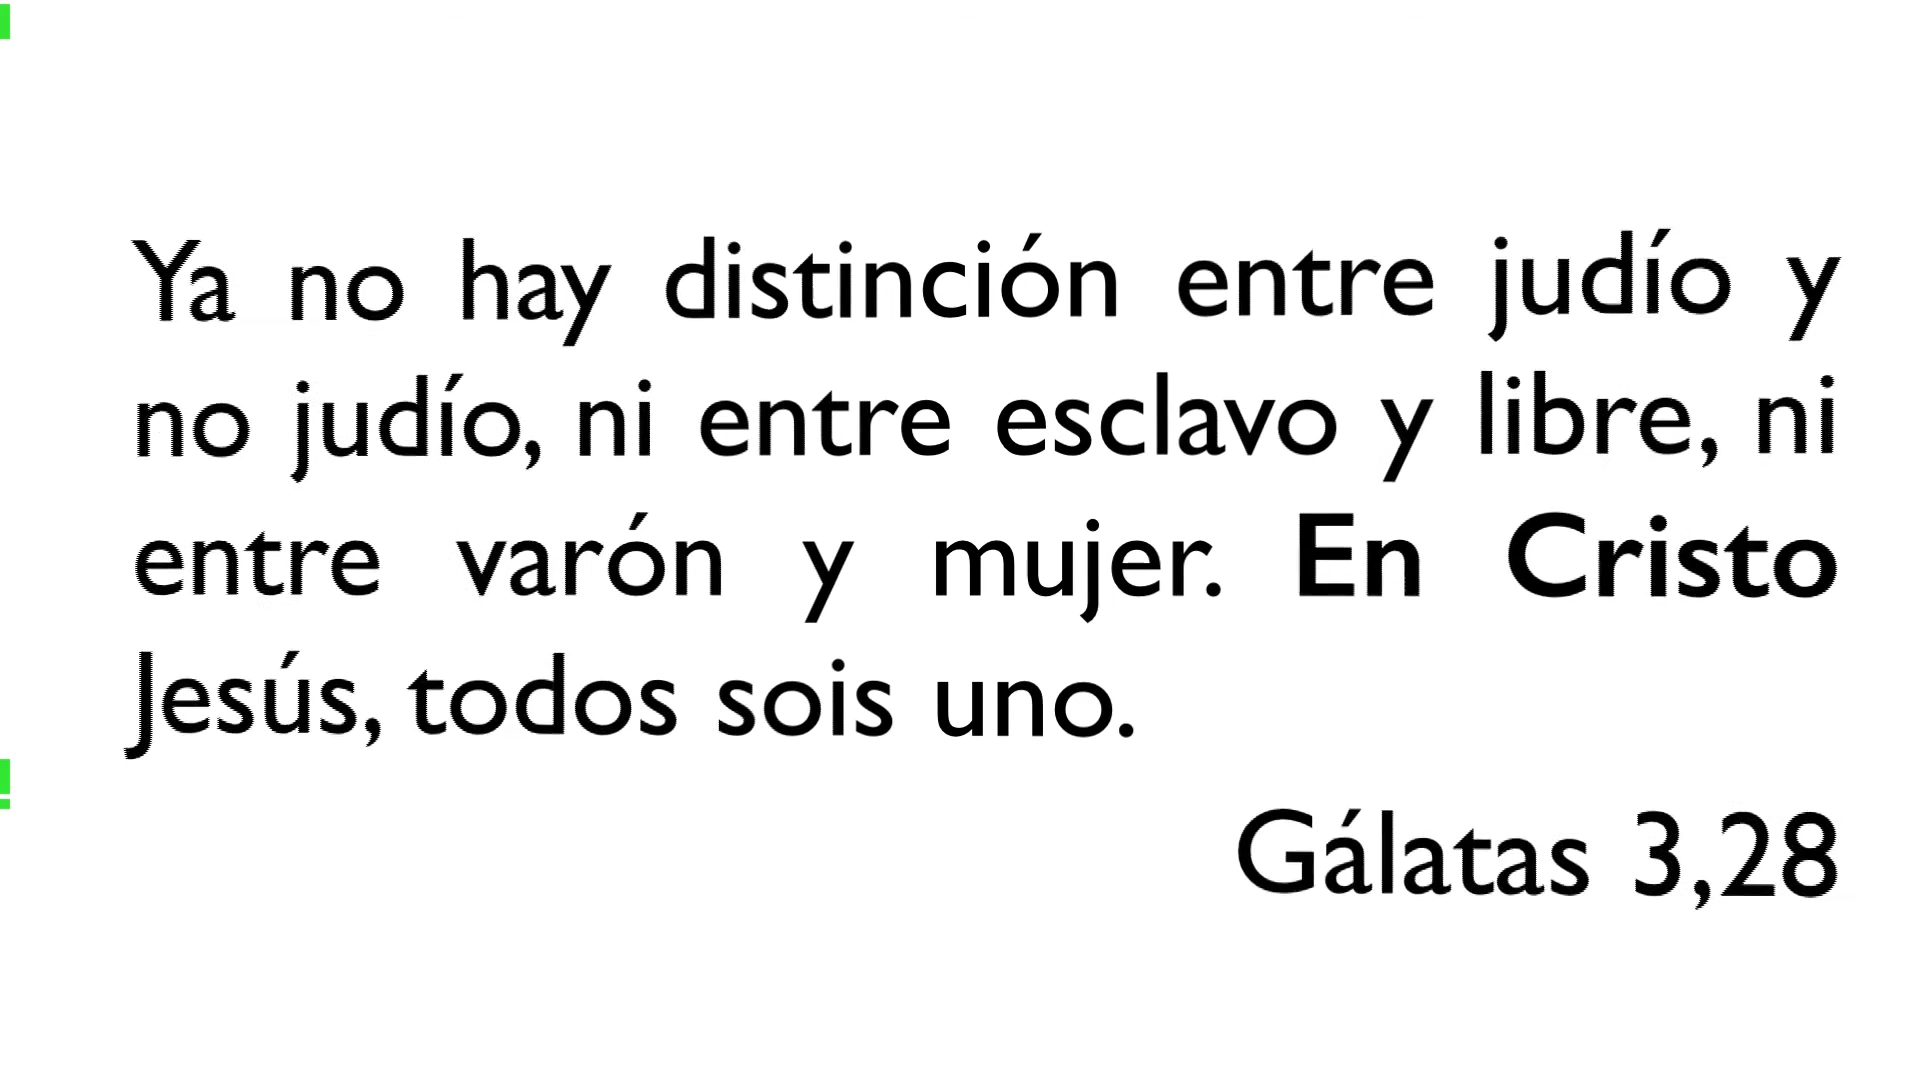 Ya no hay distinción entre judío y
no judío, ni entre esclavo y libre, ni
entre varón y mujer. En Cristo
Jesús, todos sois uno.
Gálatas 3,28